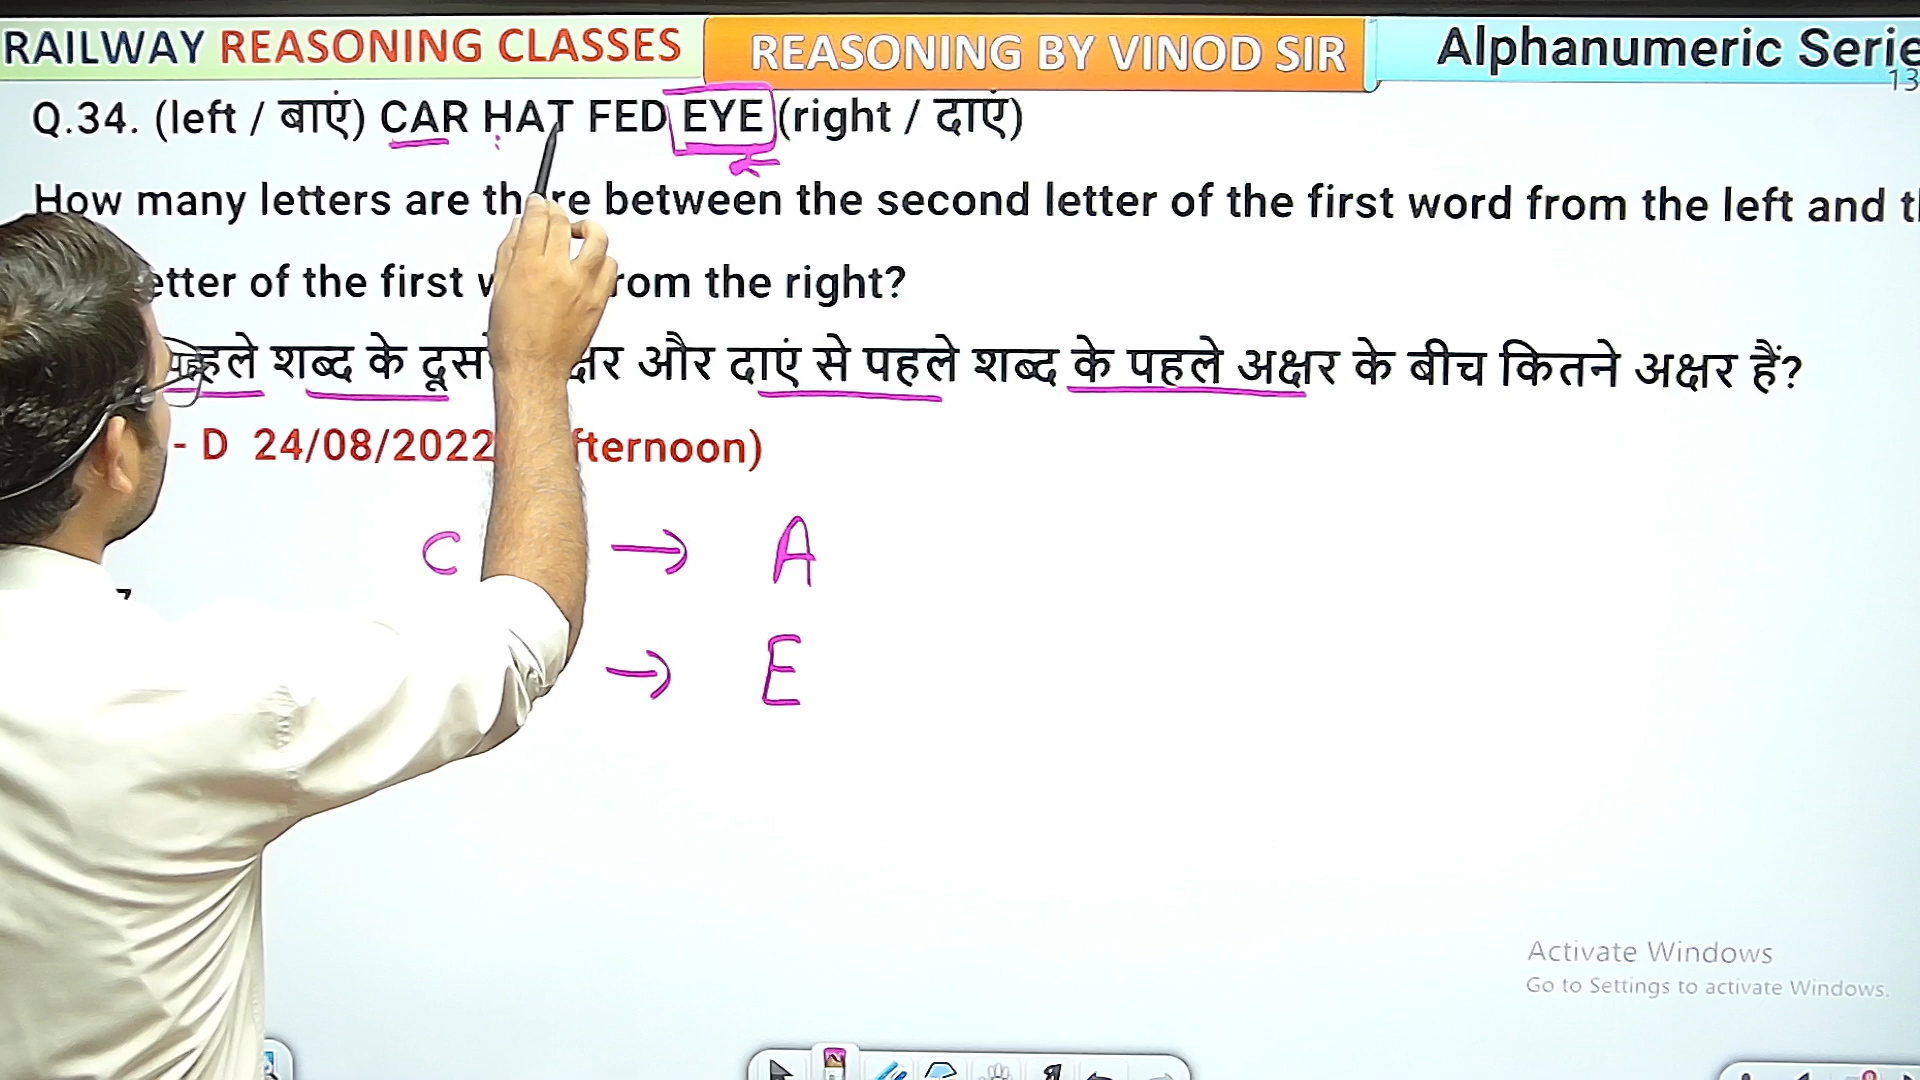 RAILWAY REASONING CLASSES REASONING BY VINOD SIR Alphanumeric Serie
13
Q.34. (left / बाएं) CAR HAT FED EYE (right / दाएं)
How many letters are there between the second letter of the first word from the left and th
etter of the first w rom the right?
पहले शब्द के दूसरे क्षर और दाएं से पहले शब्द के पहले अक्षर के बीच कितने अक्षर हैं?
- D 24/08/2022 fternoon)
C → A
→ E
Activate Windows
Go to Settings to activate Windows.